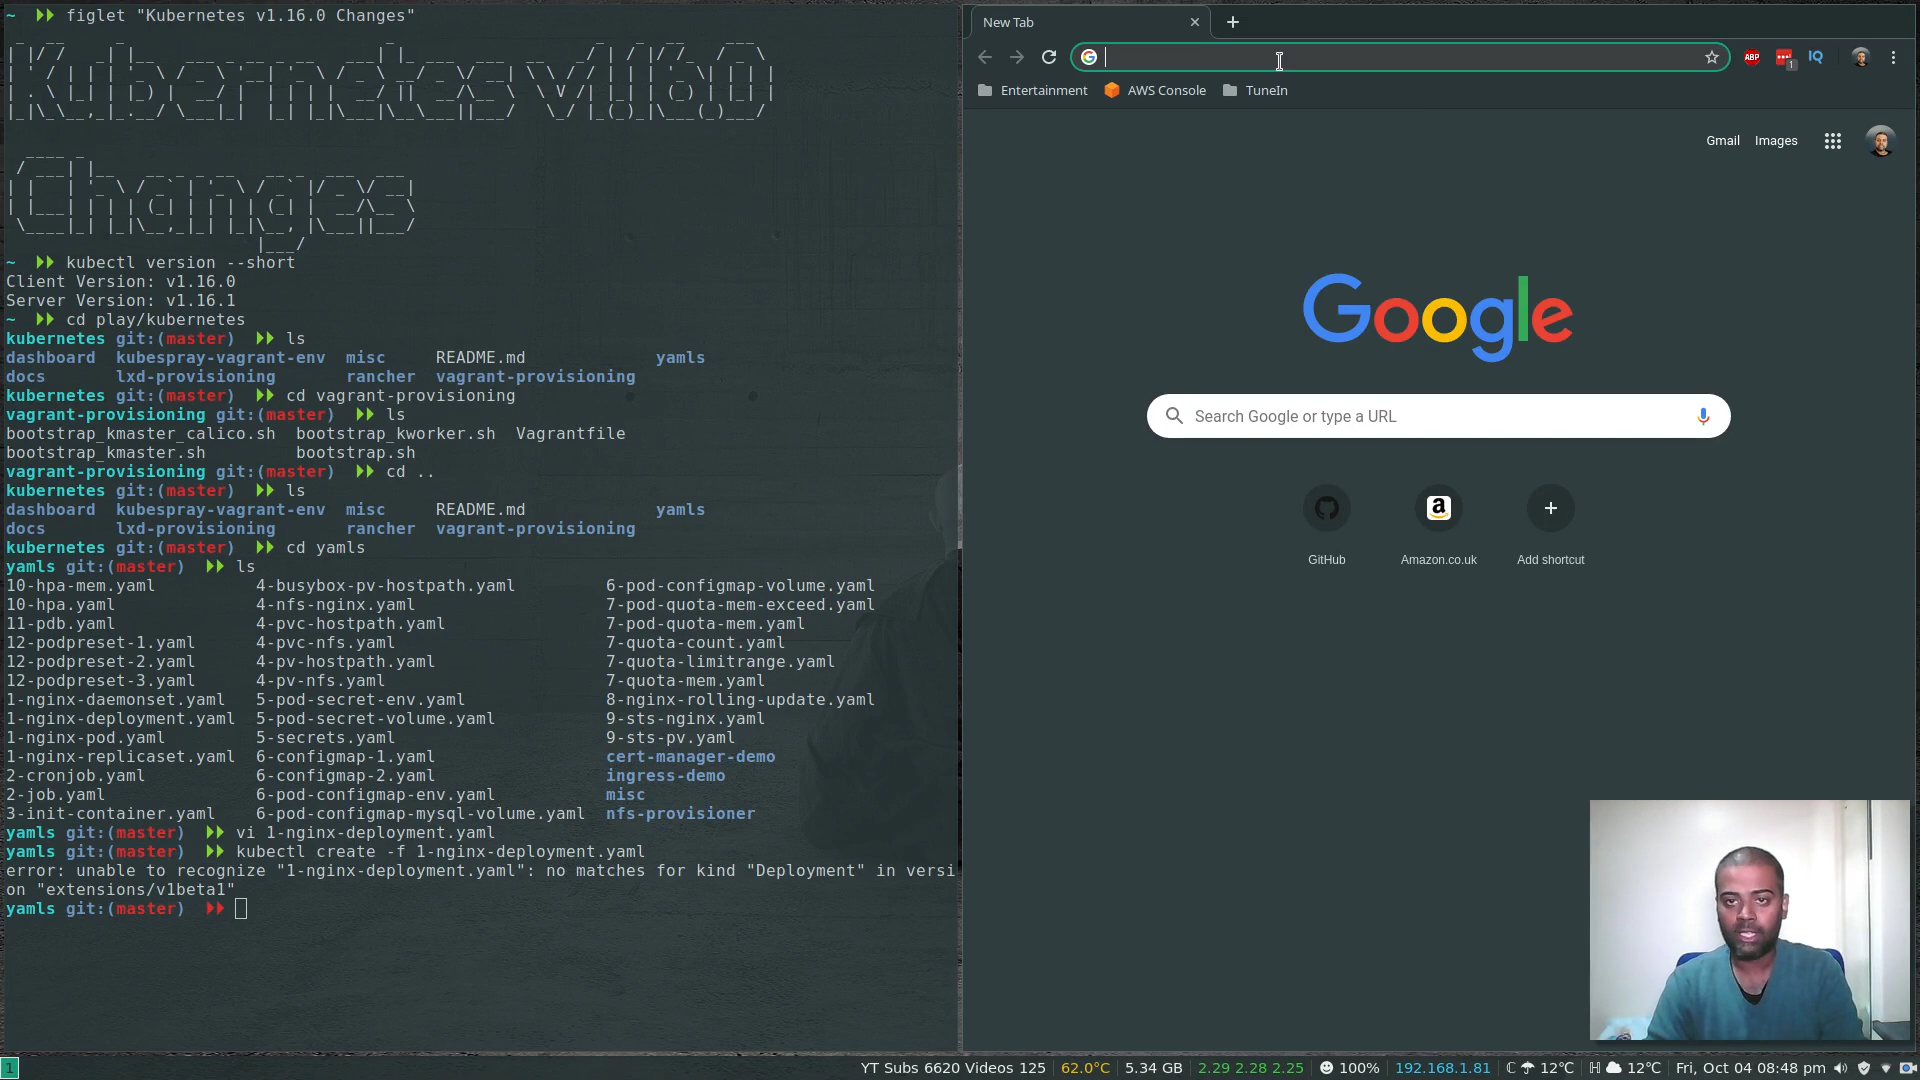 ~ figlet "Kubernetes v1.16.0 Changes"
Kubernetes v1.16.0
Changes
~ kubectl version --short
Client Version: v1.16.0
Server Version: v1.16.1
~ cd play/kubernetes
kubernetes git:(master) ls
dashboard kubespray-vagrant-env misc README.md yamls
docs lxd-provisioning rancher vagrant-provisioning
kubernetes git:(master) cd vagrant-provisioning
vagrant-provisioning git:(master) ls
bootstrap_kmaster_calico.sh bootstrap_kworker.sh Vagrantfile
bootstrap_kmaster.sh bootstrap.sh
vagrant-provisioning git:(master) cd ..
kubernetes git:(master) ls
dashboard kubespray-vagrant-env misc README.md yamls
docs lxd-provisioning rancher vagrant-provisioning
kubernetes git:(master) cd yamls
yamls git:(master) ls
10-hpa-mem.yaml 4-busybox-pv-hostpath.yaml 6-pod-configmap-volume.yaml
10-hpa.yaml 4-nfs-nginx.yaml 7-pod-quota-mem-exceed.yaml
11-pdb.yaml 4-pvc-hostpath.yaml 7-pod-quota-mem.yaml
12-podpreset-1.yaml 4-pvc-nfs.yaml 7-quota-count.yaml
12-podpreset-2.yaml 4-pv-hostpath.yaml 7-quota-limitrange.yaml
12-podpreset-3.yaml 4-pv-nfs.yaml 7-quota-mem.yaml
1-nginx-daemonset.yaml 5-pod-secret-env.yaml 8-nginx-rolling-update.yaml
1-nginx-deployment.yaml 5-pod-secret-volume.yaml 9-sts-nginx.yaml
1-nginx-pod.yaml 5-secrets.yaml 9-sts-pv.yaml
1-nginx-replicaset.yaml 6-configmap-1.yaml cert-manager-demo
2-cronjob.yaml 6-configmap-2.yaml ingress-demo
2-job.yaml 6-pod-configmap-env.yaml misc
3-init-container.yaml 6-pod-configmap-mysql-volume.yaml nfs-provisioner
yamls git:(master) vi 1-nginx-deployment.yaml
yamls git:(master) kubectl create -f 1-nginx-deployment.yaml
error: unable to recognize "1-nginx-deployment.yaml": no matches for kind "Deployment" in versi
on "extensions/v1beta1"
yamls git:(master)
New Tab
ABP
1
IQ
Entertainment AWS Console TuneIn
Gmail Images
Google
Search Google or type a URL
a
GitHub Amazon.co.uk Add shortcut
1
YT Subs 6620 Videos 125 62.0°C 5.34 GB 2.29 2.28 2.25 100% 192.168.1.81 12℃ 12℃ Fri, Oct 04 08:48 pm